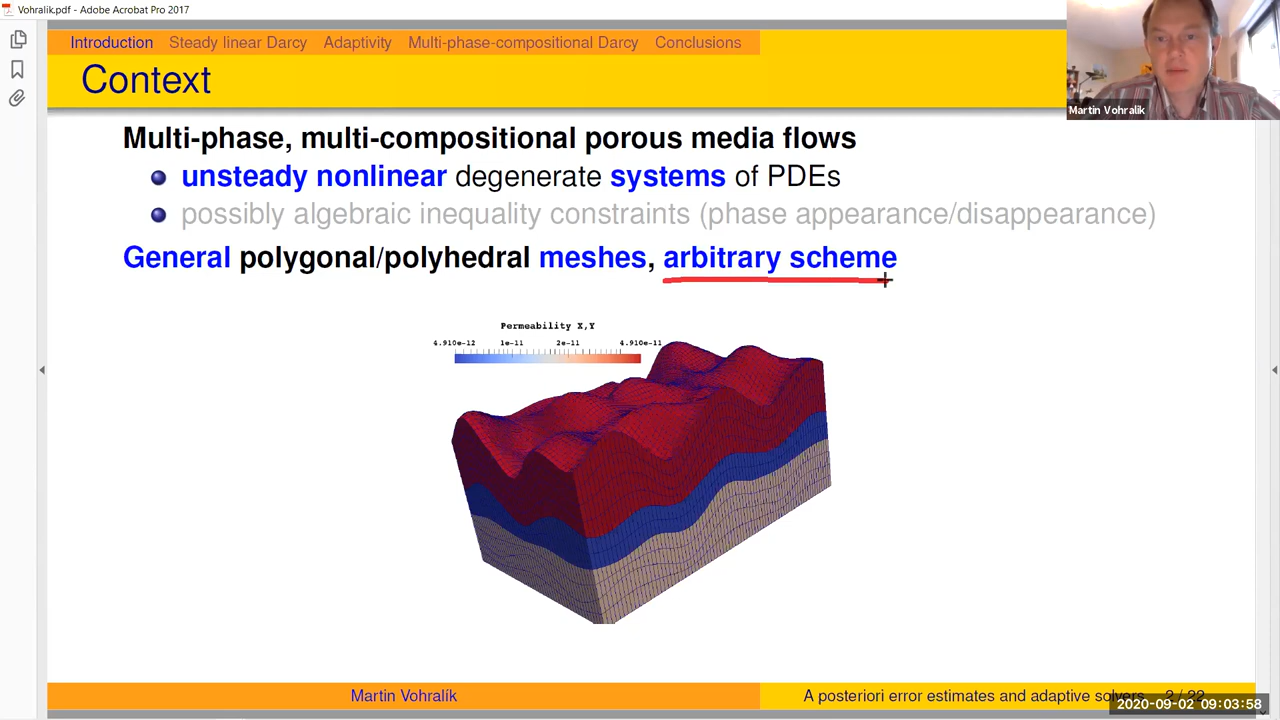 Vohralik.pdf - Adobe Acrobat Pro 2017
Introduction Steady linear Darcy Adaptivity Multi-phase-compositional Darcy Conclusions
Context
Martin Vohralik
Multi-phase, multi-compositional porous media flows
unsteady nonlinear degenerate systems of PDEs
possibly algebraic inequality constraints (phase appearance/disappearance)
General polygonal/polyhedral meshes, arbitrary scheme
Permeability X,Y
4.910e-12 1e-11 2e-11 4.910e-11
Martin Vohralík A posteriori error estimates and adaptive solvers 2 / 22
2020-09-02 09:03:58